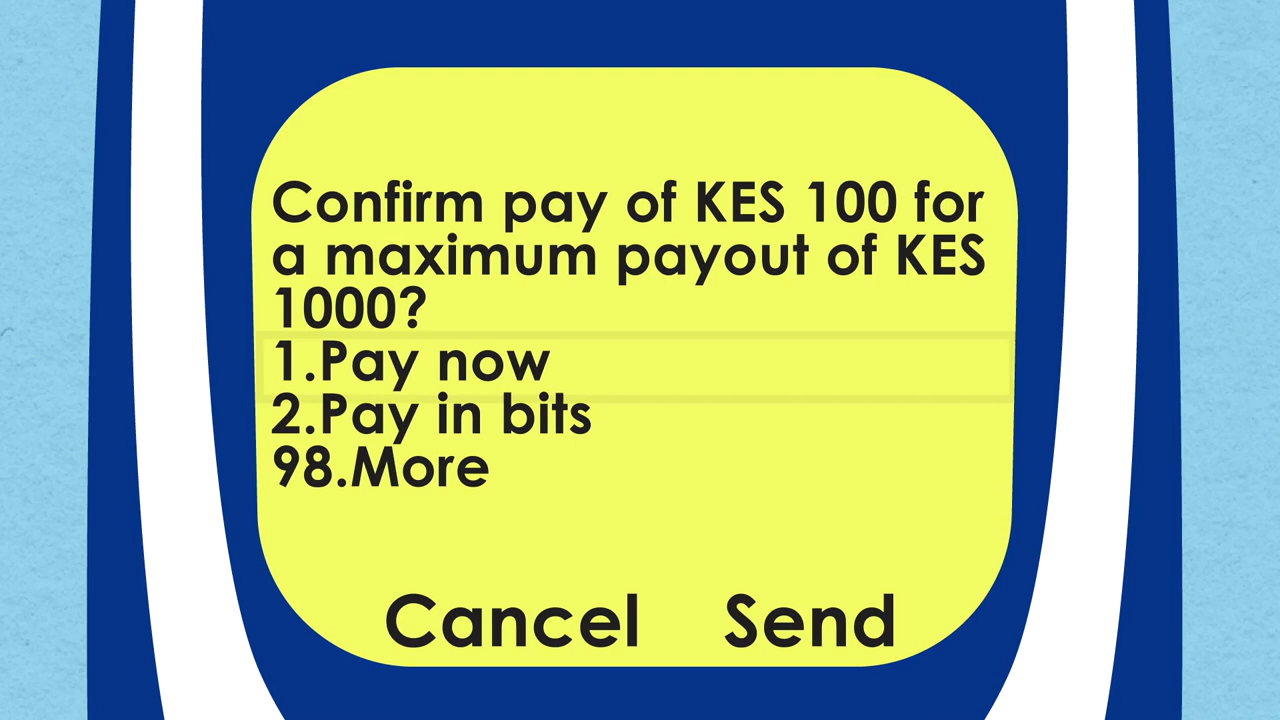 Confirm pay of KES 100 for
a maximum payout of KES
1000?
1.Pay now
2.Pay in bits
98.More
Cancel Send